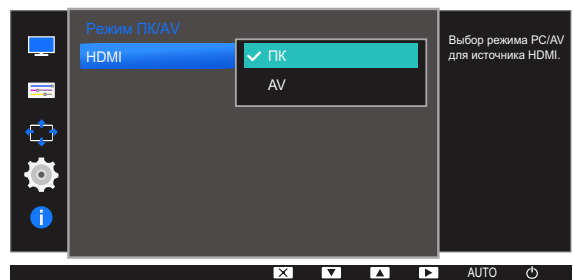 Режим ПК/AV
HDMI
ПК
AV
Выбор режима PC/AV
для источника HDMI.
AUTO